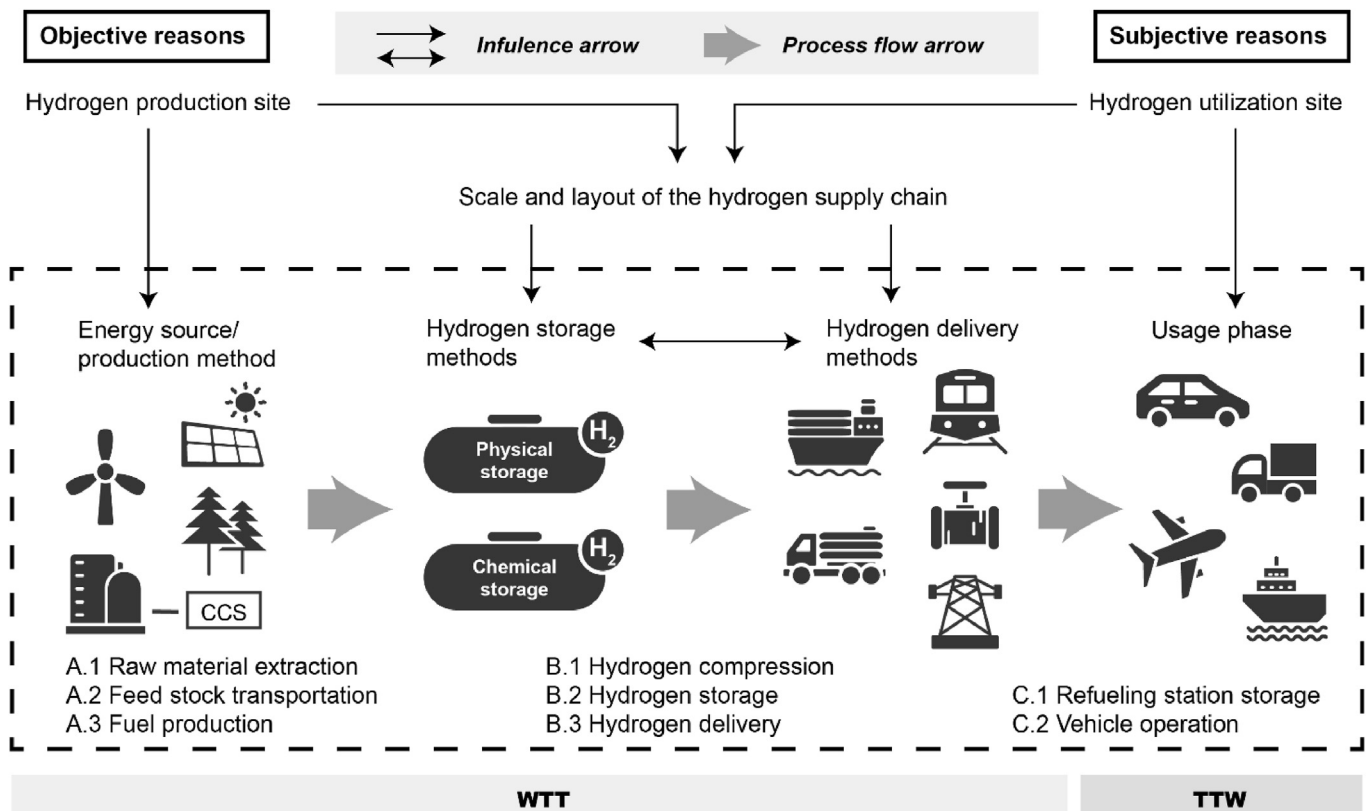 Objective reasons
Infulence arrow
Process flow arrow
Subjective reasons
Hydrogen production site
Hydrogen utilization site
Scale and layout of the hydrogen supply chain
Energy source/
production method
Hydrogen storage
methods
Hydrogen delivery
methods
Usage phase
Physical
storage
H2
Chemical
storage
H2
CCS
A.1 Raw material extraction
A.2 Feed stock transportation
A.3 Fuel production
B.1 Hydrogen compression
B.2 Hydrogen storage
B.3 Hydrogen delivery
C.1 Refueling station storage
C.2 Vehicle operation
WTT
TTW